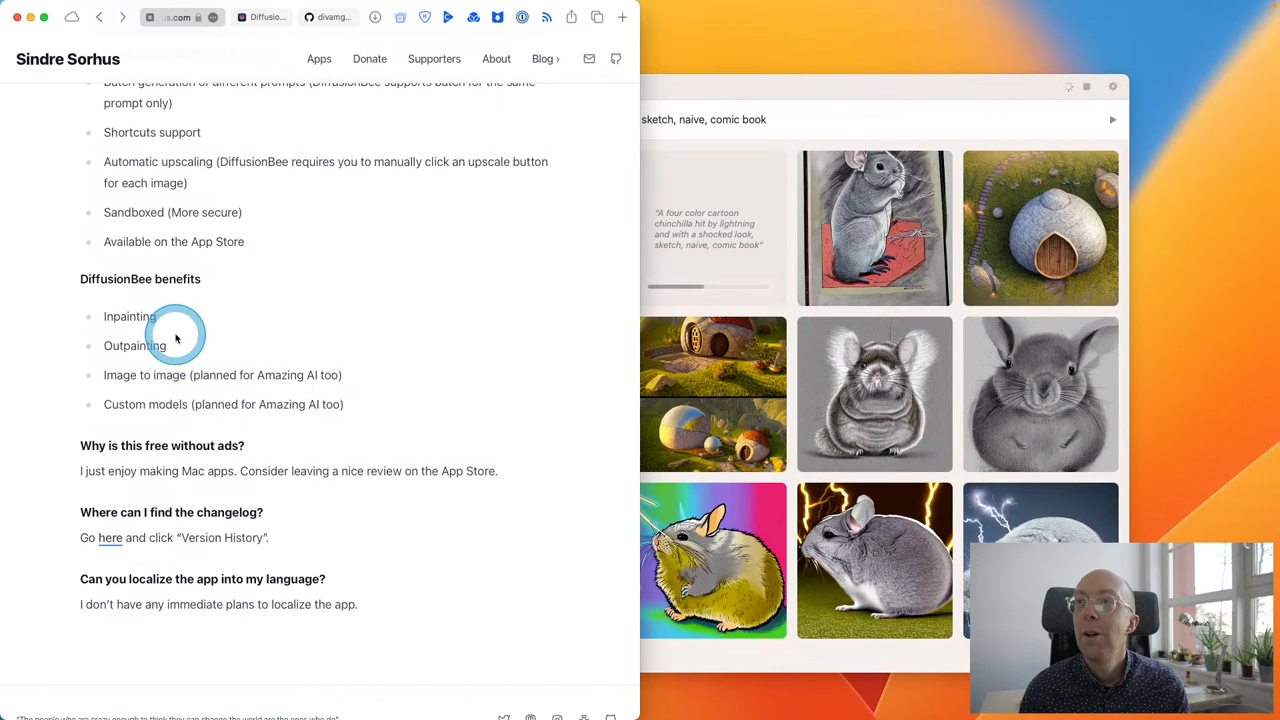 us.com
Diffusio...
divamg...
Sindre Sorhus
Apps
Donate
Supporters
About
Blog ›
Batch generation of different prompts (DiffusionBee supports batch for the same
prompt only)
Shortcuts support
Automatic upscaling (DiffusionBee requires you to manually click an upscale button
for each image)
Sandboxed (More secure)
Available on the App Store
DiffusionBee benefits
Inpainting
Outpainting
Image to image (planned for Amazing AI too)
Custom models (planned for Amazing AI too)
Why is this free without ads?
I just enjoy making Mac apps. Consider leaving a nice review on the App Store.
Where can I find the changelog?
Go here and click “Version History”.
Can you localize the app into my language?
I don’t have any immediate plans to localize the app.
"The people who are crazy enough to think they can change the world are the ones who do"
sketch, naive, comic book
"A four color cartoon
chinchilla hit by lightning
and with a shocked look,
sketch, naive, comic book"